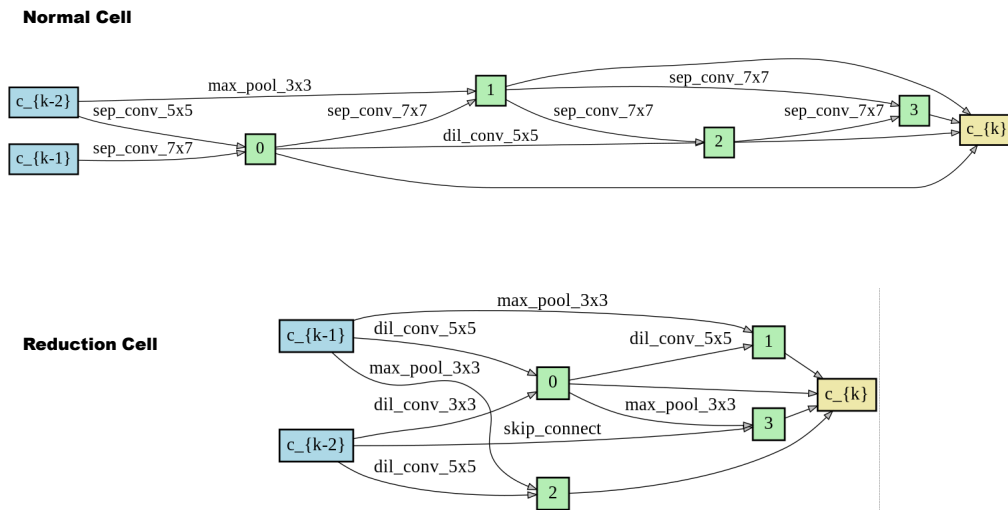 Normal Cell
c_{k-2}
max_pool_3x3
1
sep_conv_7x7
sep_conv_5x5
sep_conv_7x7
sep_conv_7x7
sep_conv_7x7
3
c_{k}
c_{k-1}
sep_conv_7x7
0
dil_conv_5x5
2
Reduction Cell
c_{k-1}
max_pool_3x3
dil_conv_5x5
dil_conv_5x5
1
max_pool_3x3
0
c_{k}
dil_conv_3x3
max_pool_3x3
3
c_{k-2}
skip_connect
dil_conv_5x5
2